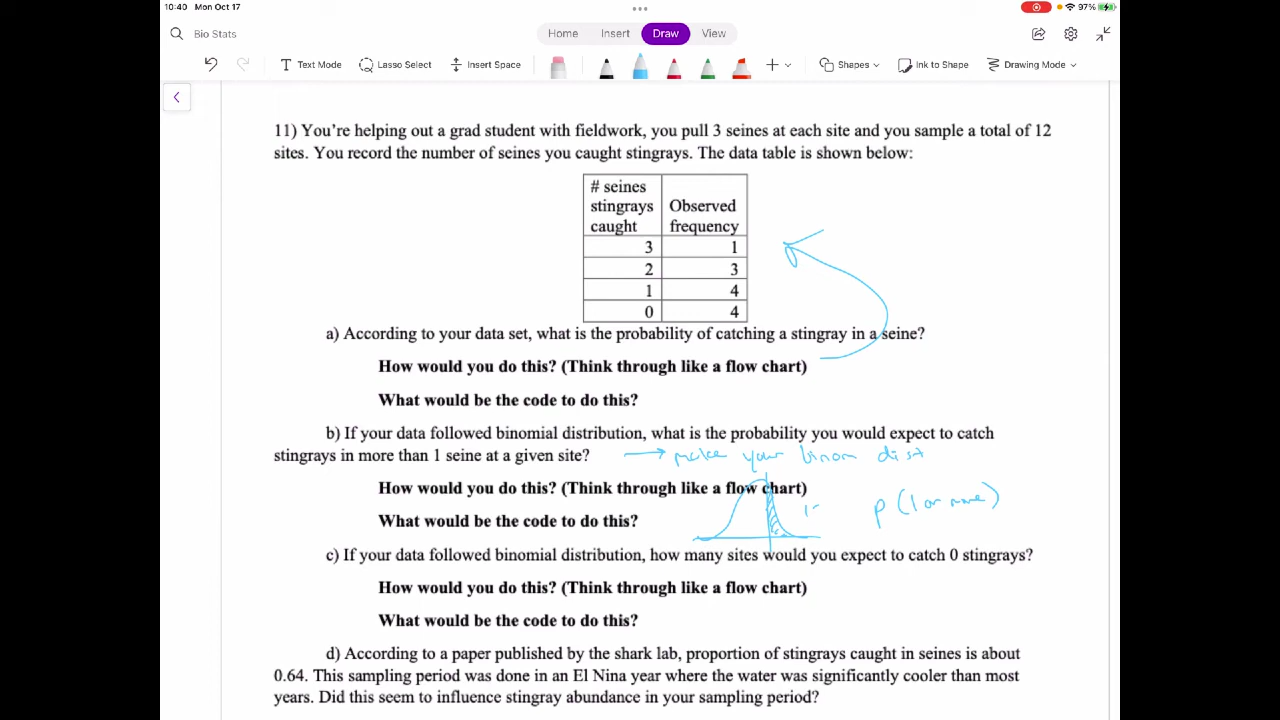 10:40 Mon Oct 17
97%
Bio Stats
Home Insert Draw View
Text Mode Lasso Select Insert Space Shapes Ink to Shape Drawing Mode
11) You're helping out a grad student with fieldwork, you pull 3 seines at each site and you sample a total of 12
sites. You record the number of seines you caught stingrays. The data table is shown below:
# seines
stingrays Observed
caught frequency
3 1
2 3
1 4
0 4
a) According to your data set, what is the probability of catching a stingray in a seine?
How would you do this? (Think through like a flow chart)
What would be the code to do this?
b) If your data followed binomial distribution, what is the probability you would expect to catch
stingrays in more than 1 seine at a given site?
make your binom dist
How would you do this? (Think through like a flow chart)
1-
p (1 or more)
What would be the code to do this?
c) If your data followed binomial distribution, how many sites would you expect to catch 0 stingrays?
How would you do this? (Think through like a flow chart)
What would be the code to do this?
d) According to a paper published by the shark lab, proportion of stingrays caught in seines is about
0.64. This sampling period was done in an El Nina year where the water was significantly cooler than most
years. Did this seem to influence stingray abundance in your sampling period?